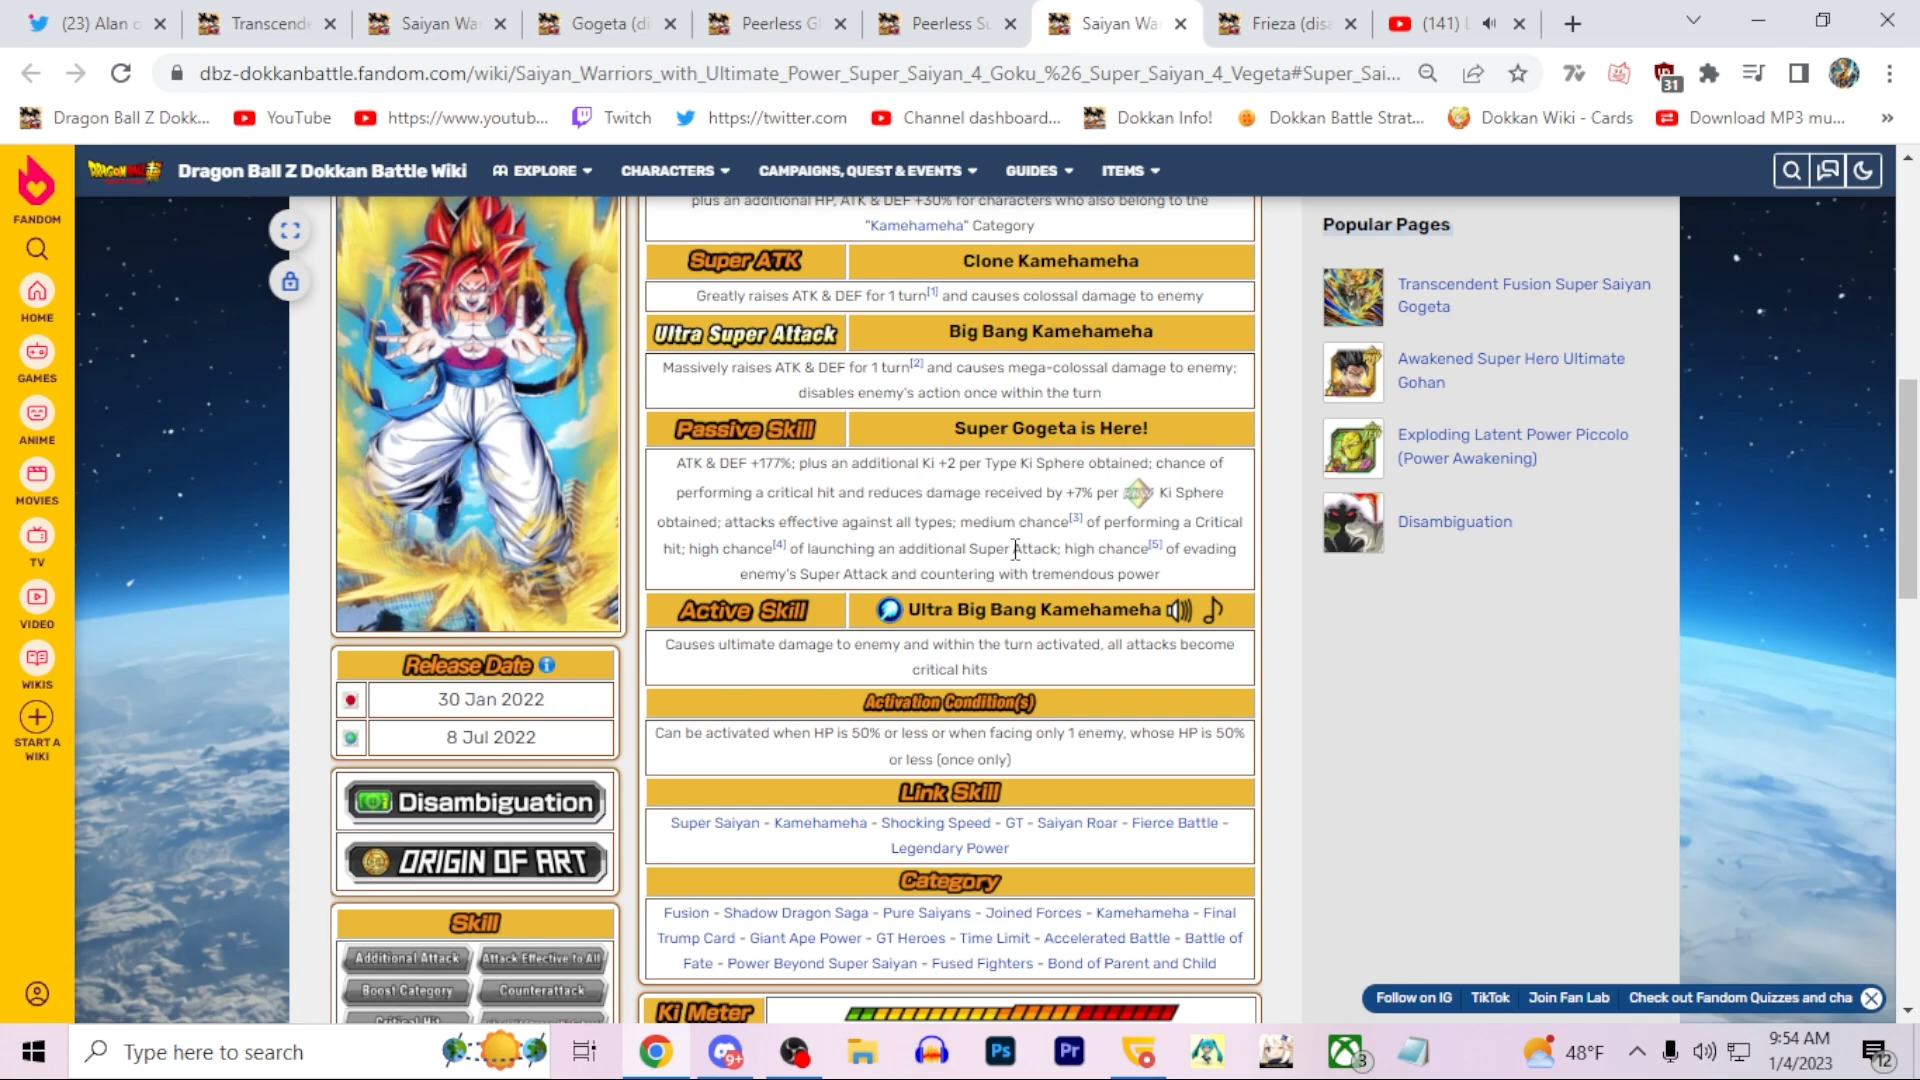 (23) Alan o
Transcende
Saiyan Wa
Gogeta (di
Peerless G
Peerless Su
Saiyan Wa
Frieza (disa
(141) L
dbz-dokkanbattle.fandom.com/wiki/Saiyan_Warriors_with_Ultimate_Power_Super_Saiyan_4_Goku_%26_Super_Saiyan_4_Vegeta#Super_Sai...
31
Dragon Ball Z Dokk...
YouTube
https://www.youtub...
Twitch
https://twitter.com
Channel dashboard...
Dokkan Info!
Dokkan Battle Strat...
Dokkan Wiki - Cards
Download MP3 mu...
»
Dragon Ball Z Dokkan Battle Wiki
EXPLORE
CHARACTERS
CAMPAIGNS, QUEST & EVENTS
GUIDES
ITEMS
FANDOM
HOME
GAMES
ANIME
MOVIES
TV
VIDEO
WIKIS
START A
WIKI
plus an additional HP, ATK & DEF +30% for characters who also belong to the
"Kamehameha" Category
Super ATK
Clone Kamehameha
Greatly raises ATK & DEF for 1 turn[1] and causes colossal damage to enemy
Ultra Super Attack
Big Bang Kamehameha
Massively raises ATK & DEF for 1 turn[2] and causes mega-colossal damage to enemy;
disables enemy's action once within the turn
Passive Skill
Super Gogeta is Here!
ATK & DEF +177%; plus an additional Ki +2 per Type Ki Sphere obtained; chance of
performing a critical hit and reduces damage received by +7% per Ki Sphere
obtained; attacks effective against all types; medium chance[3] of performing a Critical
hit; high chance[4] of launching an additional Super Attack; high chance[5] of evading
enemy's Super Attack and countering with tremendous power
Active Skill
Ultra Big Bang Kamehameha
Causes ultimate damage to enemy and within the turn activated, all attacks become
critical hits
Activation Condition(s)
Can be activated when HP is 50% or less or when facing only 1 enemy, whose HP is 50%
or less (once only)
Link Skill
Super Saiyan - Kamehameha - Shocking Speed - GT - Saiyan Roar - Fierce Battle -
Legendary Power
Category
Fusion - Shadow Dragon Saga - Pure Saiyans - Joined Forces - Kamehameha - Final
Trump Card - Giant Ape Power - GT Heroes - Time Limit - Accelerated Battle - Battle of
Fate - Power Beyond Super Saiyan - Fused Fighters - Bond of Parent and Child
Ki Meter
Release Date
30 Jan 2022
8 Jul 2022
Disambiguation
ORIGIN OF ART
Skill
Additional Attack
Attack Effective to All
Boost Category
Counterattack
Critical Hit
Popular Pages
Transcendent Fusion Super Saiyan
Gogeta
Awakened Super Hero Ultimate
Gohan
Exploding Latent Power Piccolo
(Power Awakening)
Disambiguation
Follow on IG
TikTok
Join Fan Lab
Check out Fandom Quizzes and cha
Type here to search
9+
Ps
Pr
3
48°F
9:54 AM
1/4/2023
12